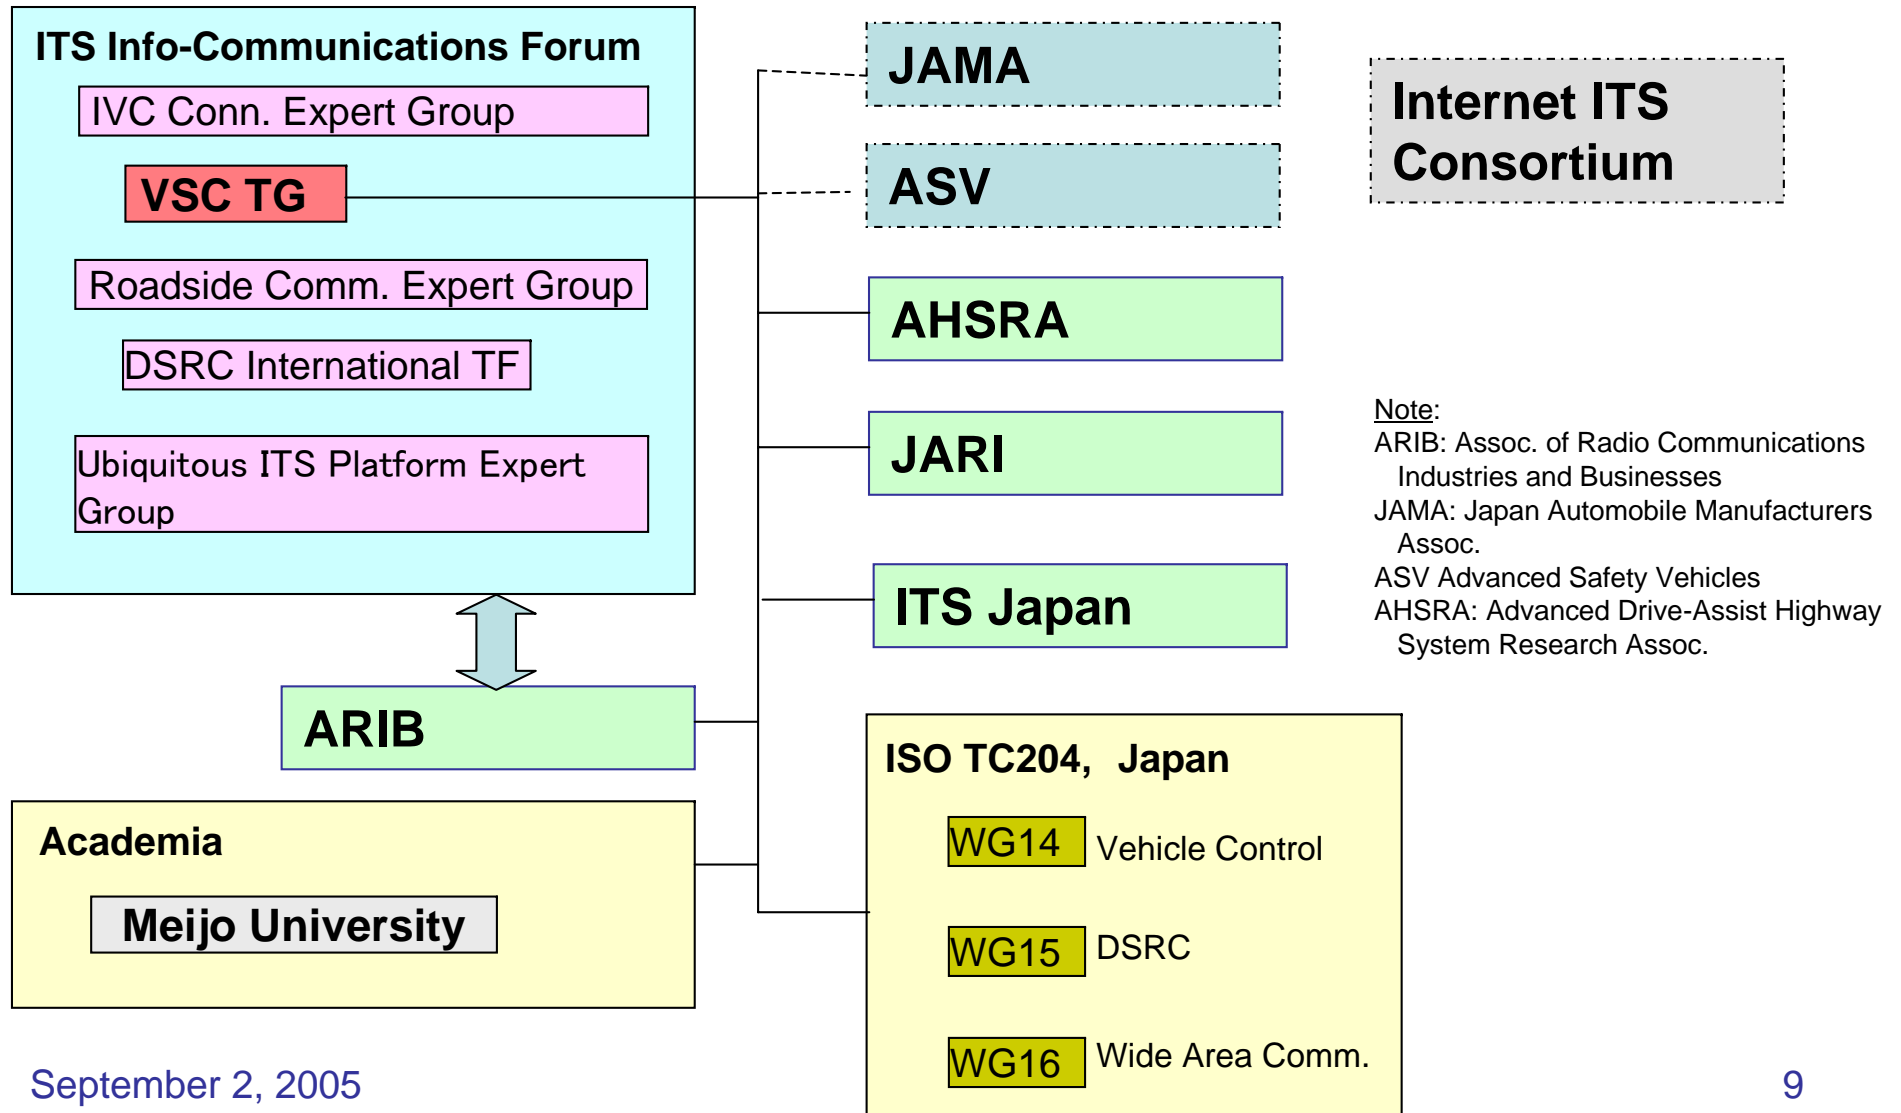 ITS Info-Communications Forum
IVC Conn. Expert Group
VSC TG
Roadside Comm. Expert Group
DSRC International TF
Ubiquitous ITS Platform Expert
Group
ARIB
Academia
Meijo University
JAMA
ASV
AHSRA
JARI
ITS Japan
ISO TC204, Japan
WG14 Vehicle Control
WG15 DSRC
WG16 Wide Area Comm.
Internet ITS
Consortium
Note:
ARIB: Assoc. of Radio Communications
Industries and Businesses
JAMA: Japan Automobile Manufacturers
Assoc.
ASV Advanced Safety Vehicles
AHSRA: Advanced Drive-Assist Highway
System Research Assoc.
September 2, 2005
9